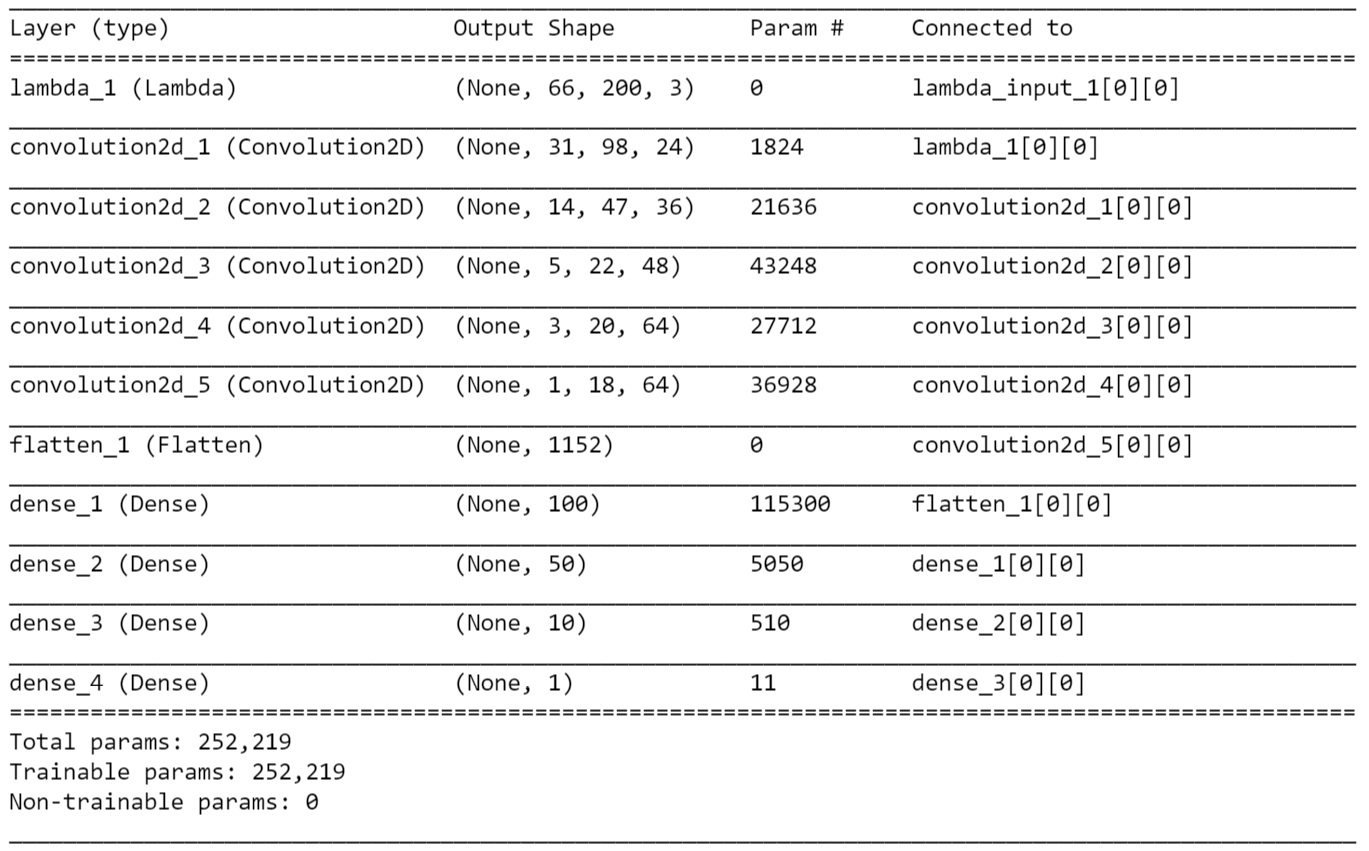 Layer (type) Output Shape Param # Connected to
lambda_1 (Lambda) (None, 66, 200, 3) 0 lambda_input_1[0][0]
convolution2d_1 (Convolution2D) (None, 31, 98, 24) 1824 lambda_1[0][0]
convolution2d_2 (Convolution2D) (None, 14, 47, 36) 21636 convolution2d_1[0][0]
convolution2d_3 (Convolution2D) (None, 5, 22, 48) 43248 convolution2d_2[0][0]
convolution2d_4 (Convolution2D) (None, 3, 20, 64) 27712 convolution2d_3[0][0]
convolution2d_5 (Convolution2D) (None, 1, 18, 64) 36928 convolution2d_4[0][0]
flatten_1 (Flatten) (None, 1152) 0 convolution2d_5[0][0]
dense_1 (Dense) (None, 100) 115300 flatten_1[0][0]
dense_2 (Dense) (None, 50) 5050 dense_1[0][0]
dense_3 (Dense) (None, 10) 510 dense_2[0][0]
dense_4 (Dense) (None, 1) 11 dense_3[0][0]
Total params: 252,219
Trainable params: 252,219
Non-trainable params: 0